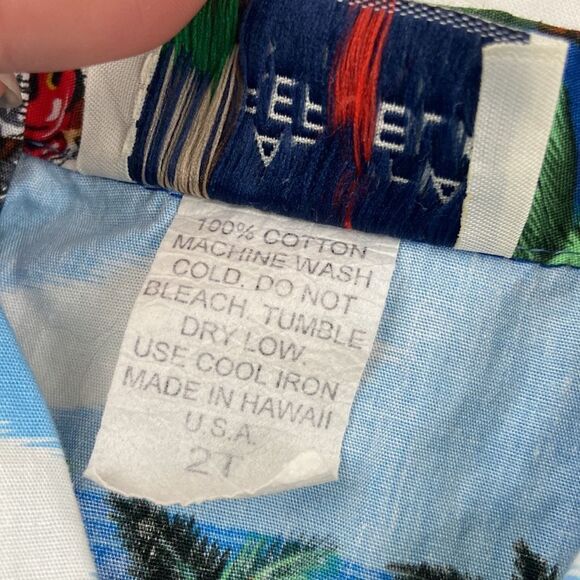 100% COTTON
MACHINE WASH
COLD. DO NOT
BLEACH. TUMBLE
DRY LOW.
USE COOL IRON
MADE IN HAWAII
U.S.A.
2T